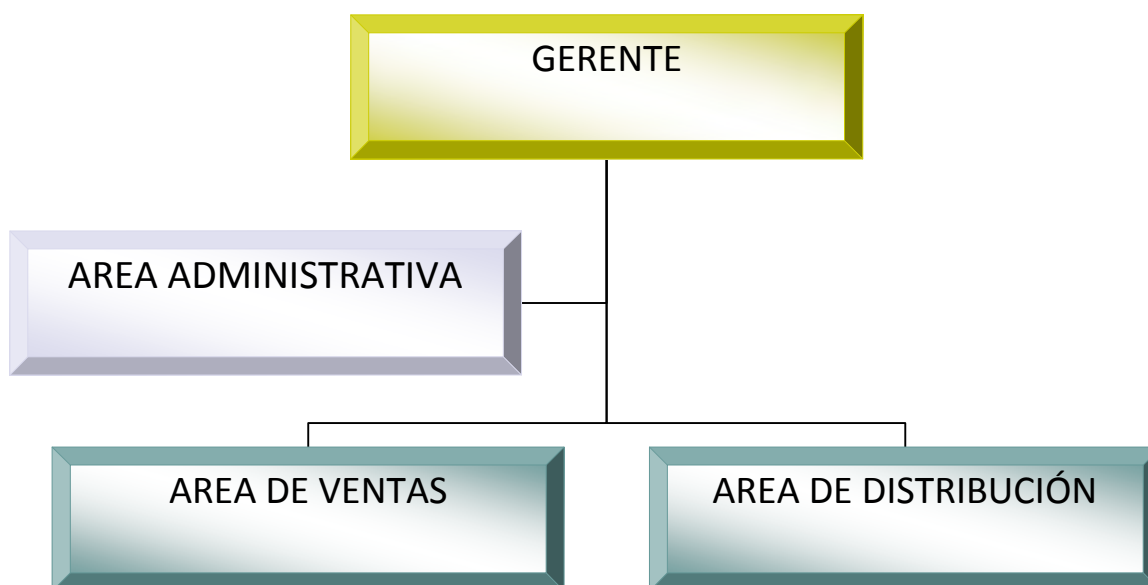 GERENTE
AREA ADMINISTRATIVA
AREA DE VENTAS
AREA DE DISTRIBUCIÓN